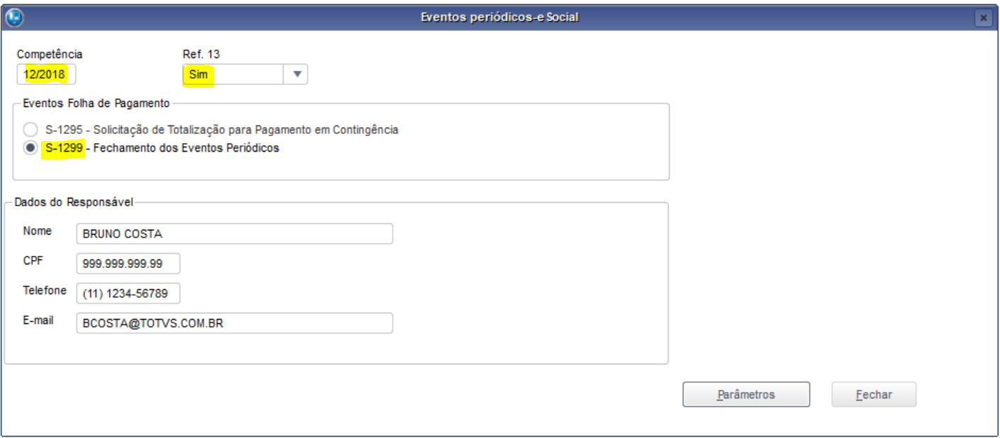 Eventos periódicos-e Social
Competência Ref. 13
12/2018 Sim
Eventos Folha de Pagamento
S-1295 - Solicitação de Totalização para Pagamento em Contingência
S-1299 - Fechamento dos Eventos Periódicos
Dados do Responsável
Nome BRUNO COSTA
CPF 999.999.999.99
Telefone (11) 1234-56789
E-mail BCOSTA@TOTVS.COM.BR
Parâmetros Fechar